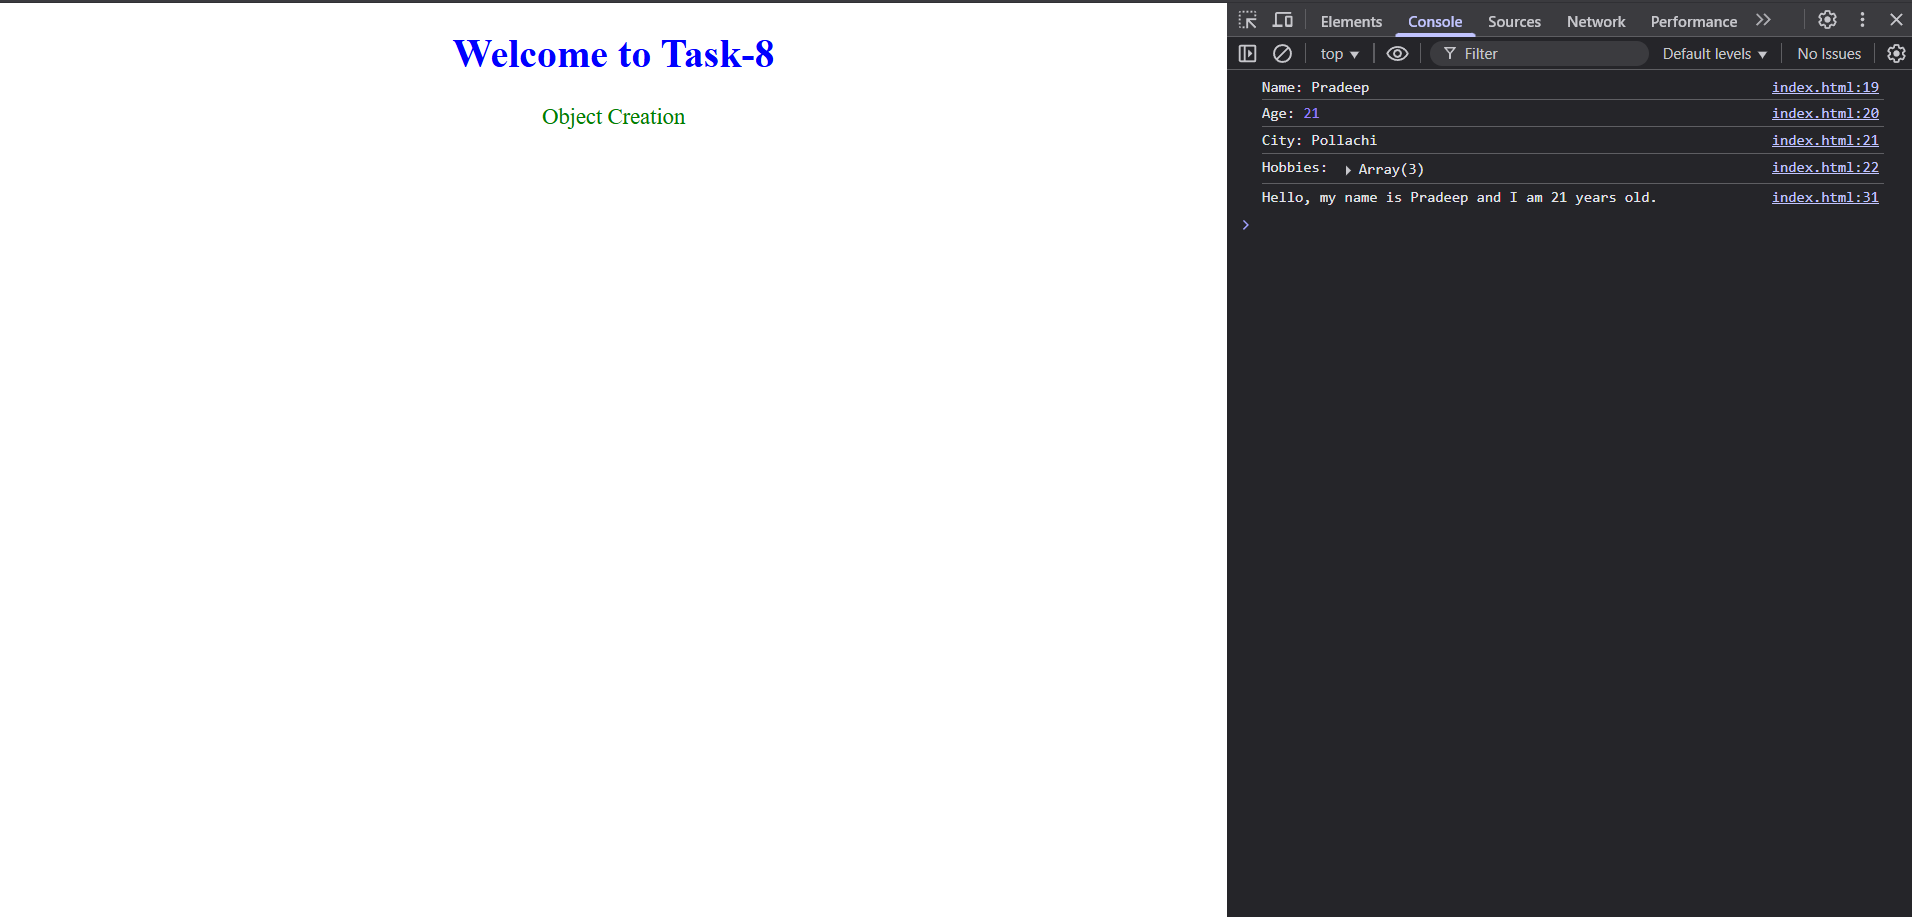 Welcome to Task-8
Object Creation
Elements Console Sources Network Performance
top Filter Default levels No Issues
Name: Pradeep index.html:19
Age: 21 index.html:20
City: Pollachi index.html:21
Hobbies: Array(3) index.html:22
Hello, my name is Pradeep and I am 21 years old. index.html:31